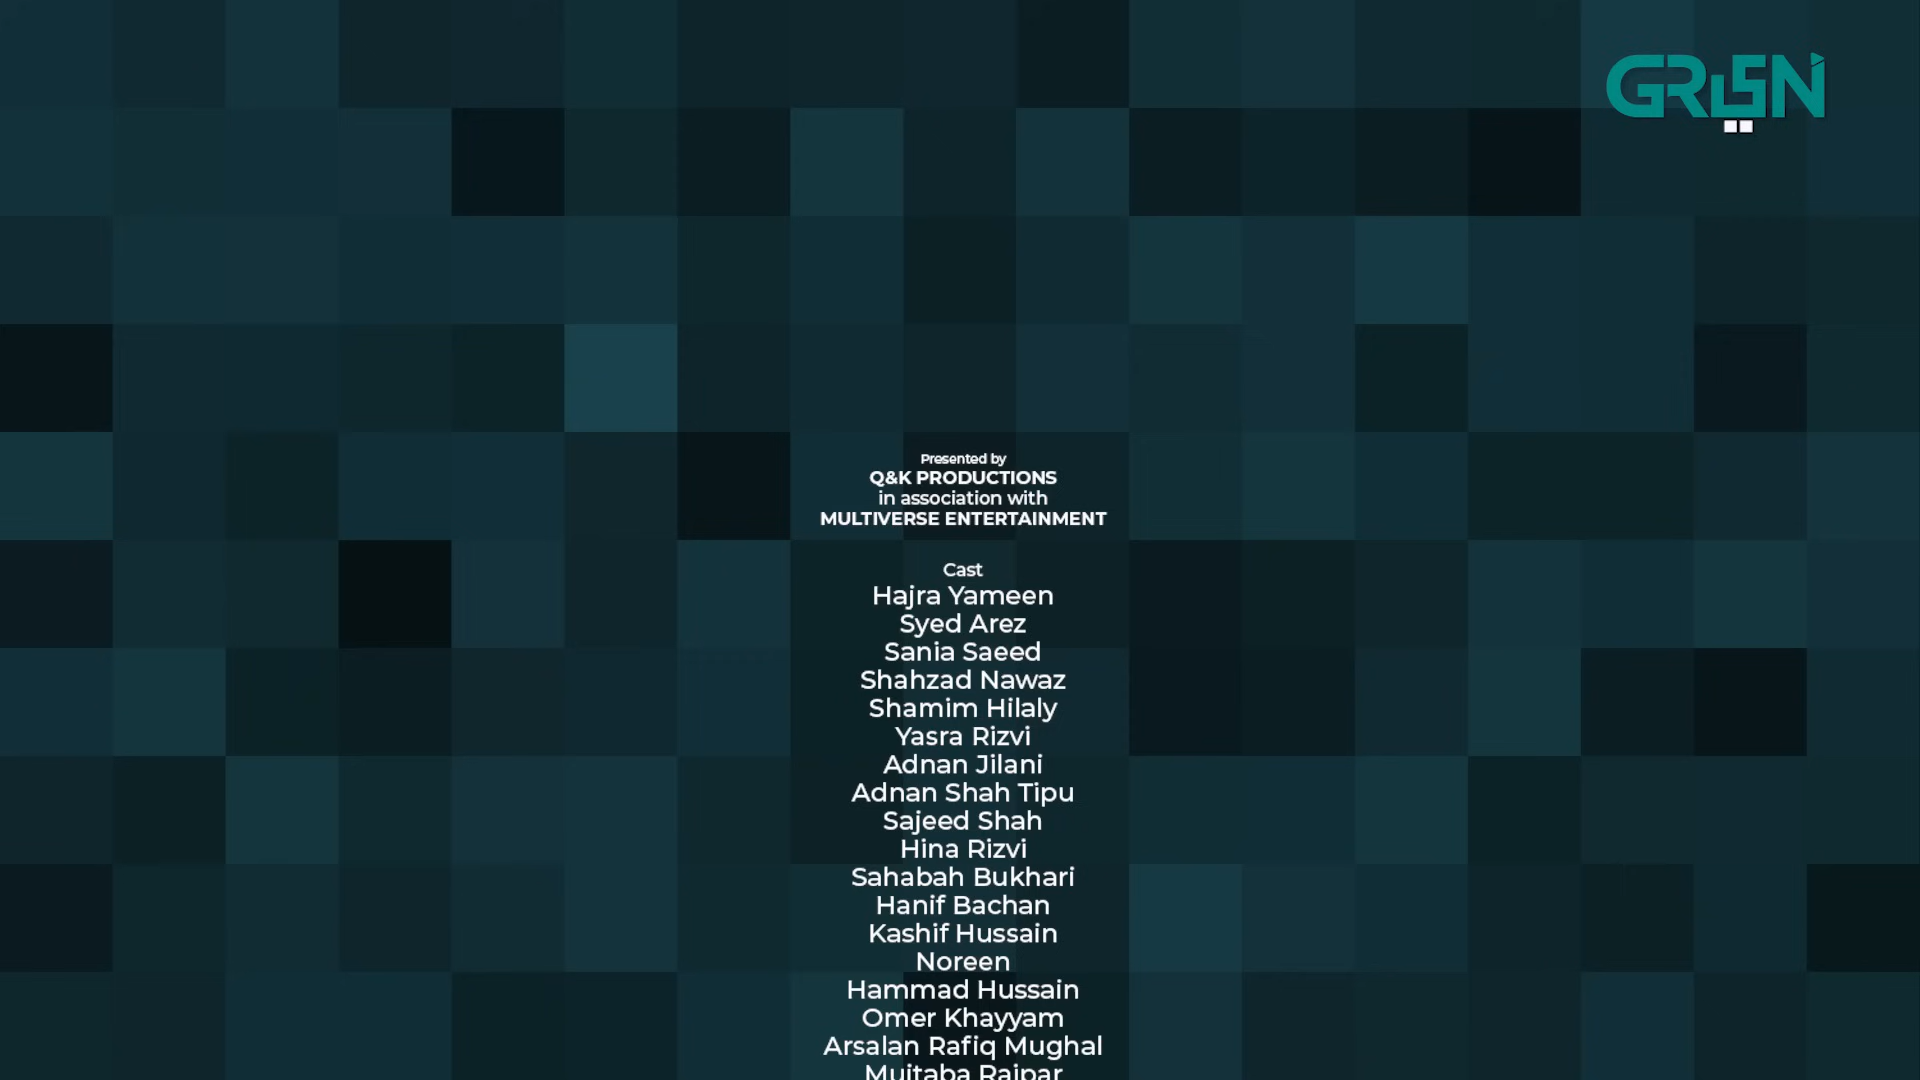 GREEN
Presented by
Q&K PRODUCTIONS
in association with
MULTIVERSE ENTERTAINMENT
Cast
Hajra Yameen
Syed Arez
Sania Saeed
Shahzad Nawaz
Shamim Hilaly
Yasra Rizvi
Adnan Jilani
Adnan Shah Tipu
Sajeed Shah
Hina Rizvi
Sahabah Bukhari
Hanif Bachan
Kashif Hussain
Noreen
Hammad Hussain
Omer Khayyam
Arsalan Rafiq Mughal
Mujtaba Rajpar